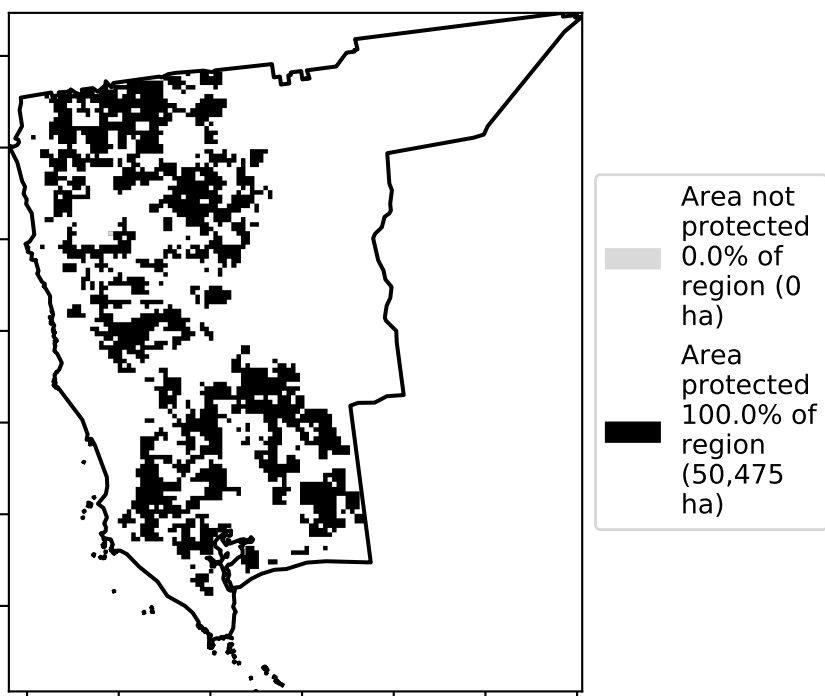 Area not
protected
0.0% of
region (0
ha)
Area
protected
100.0% of
region
(50,475
ha)